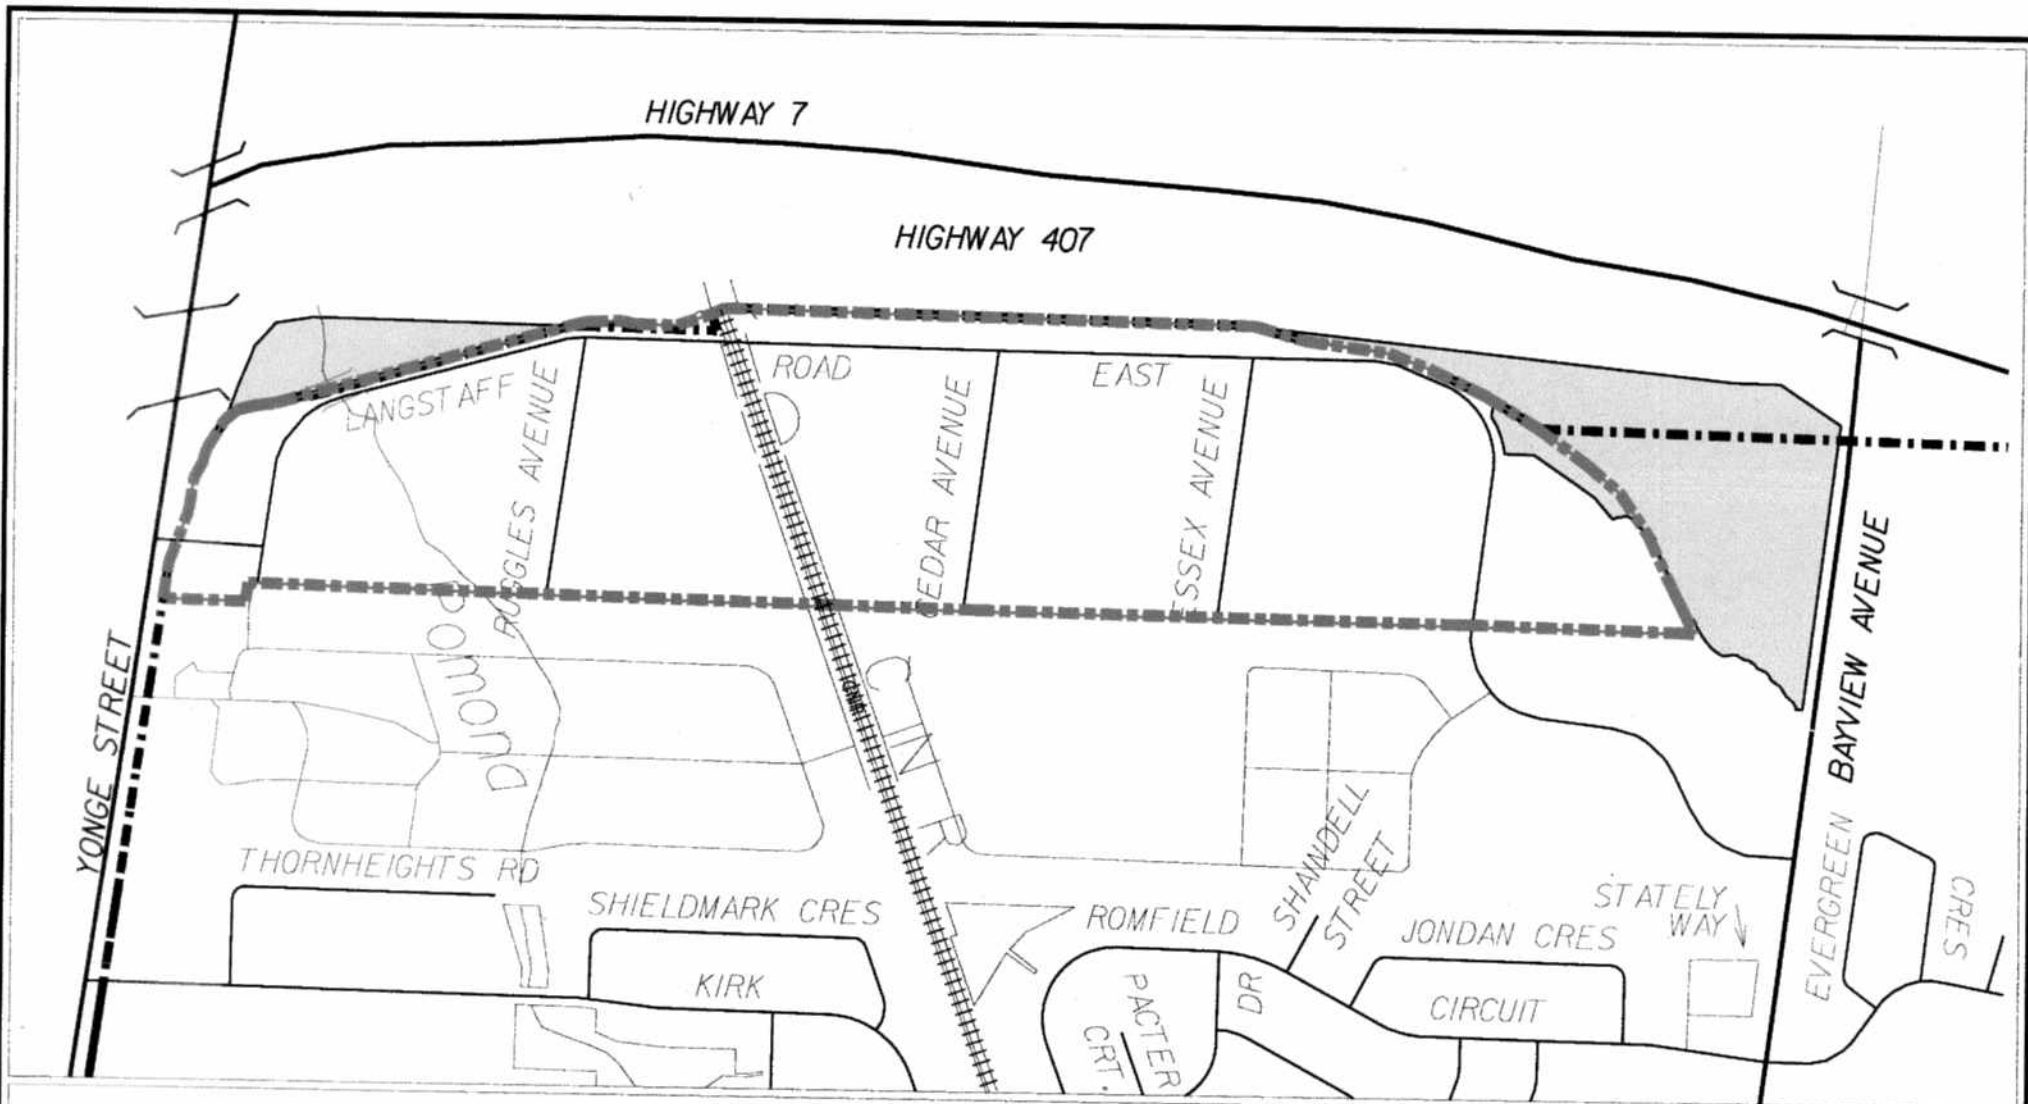 HIGHWAY 7
HIGHWAY 407
LANGSTAFF
ROAD
EAST
RUGGLES AVENUE
CEDAR AVENUE
ESSEX AVENUE
YONGE STREET
BAYVIEW AVENUE
CNR
THORNHEIGHTS RD
SHIELDMARK CRES
KIRK
ROMFIELD
DR
PACTER
CRT.
SHANDELL
STREET
JONDAN CRES
CIRCUIT
STATELY
WAY
EVERGREEN
CRES